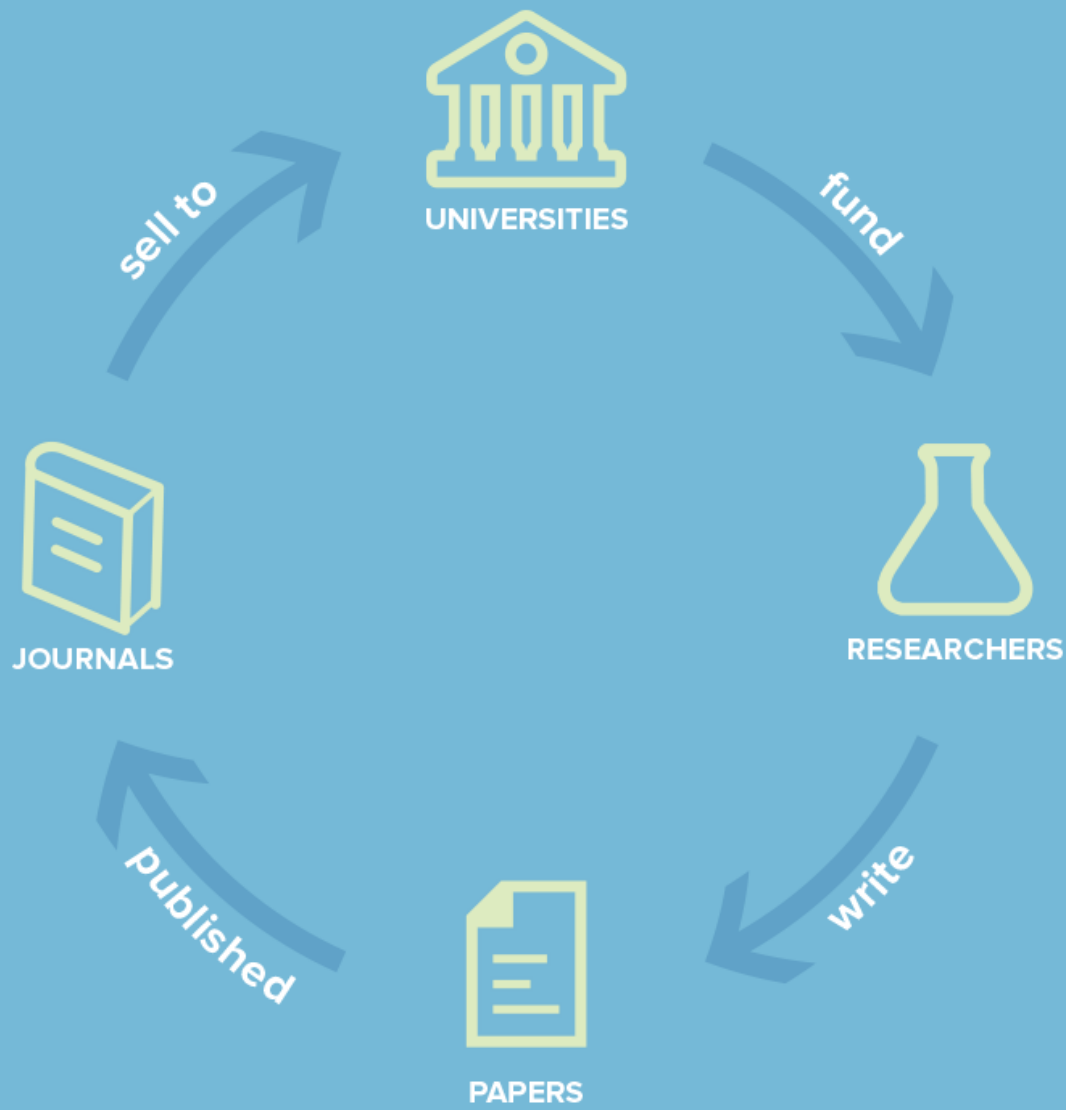 UNIVERSITIES
fund
RESEARCHERS
write
PAPERS
published
JOURNALS
sell to